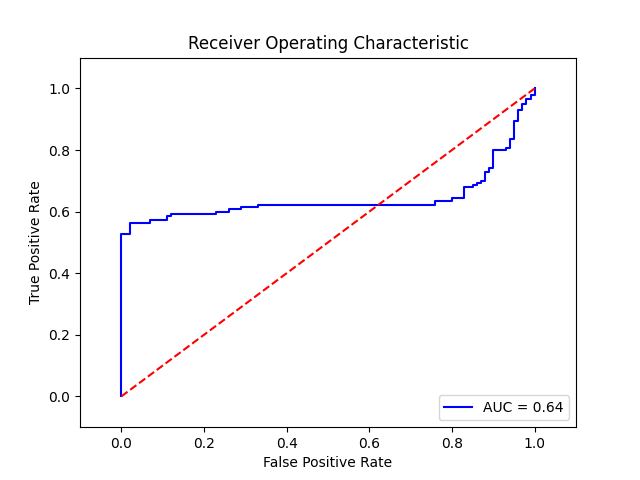 Receiver Operating Characteristic
True Positive Rate
1.0
0.8
0.6
0.4
0.2
0.0
0.0 0.2 0.4 0.6 0.8 1.0
False Positive Rate
AUC = 0.64